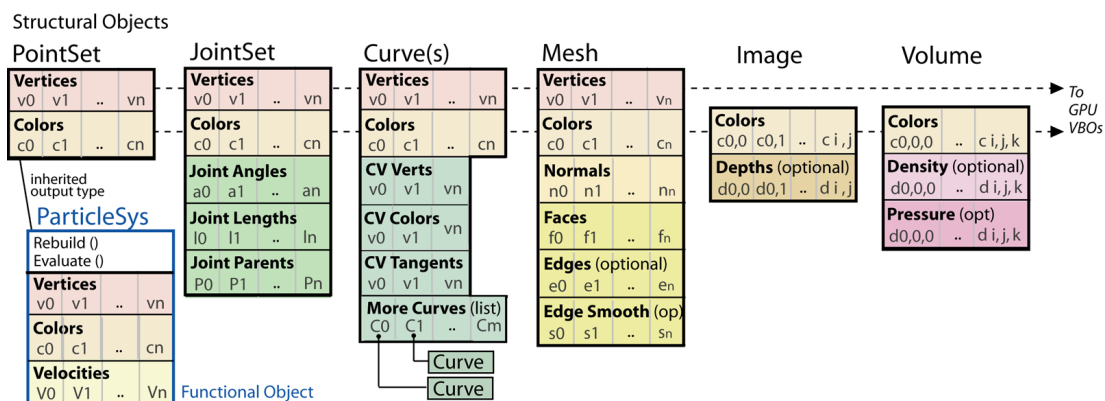 Structural Objects
PointSet
Vertices
v0 v1 .. vn
Colors
c0 c1 .. cn
inherited
output type
ParticleSys
Rebuild ()
Evaluate ()
Vertices
v0 v1 .. vn
Colors
c0 c1 .. cn
Velocities
V0 V1 .. Vn
Functional Object
JointSet
Vertices
v0 v1 .. vn
Colors
c0 c1 .. cn
Joint Angles
a0 a1 .. an
Joint Lengths
l0 l1 .. ln
Joint Parents
P0 P1 .. Pn
Curve(s)
Vertices
v0 v1 .. vn
Colors
c0 c1 .. cn
CV Verts
v0 v1 vn
CV Colors
v0 v1 vn
CV Tangents
v0 v1 vn
More Curves (list)
C0 C1 .. Cm
Curve
Curve
Mesh
Vertices
v0 v1 .. vn
Colors
c0 c1 .. cn
Normals
n0 n1 .. nn
Faces
f0 f1 .. fn
Edges (optional)
e0 e1 .. en
Edge Smooth (op)
s0 s1 .. sn
Image
Colors
c0,0 c0,1 .. c i, j
Depths (optional)
d0,0 d0,1 .. d i, j
Volume
Colors
c0,0,0 .. c i, j, k
Density (optional)
d0,0,0 .. d i, j, k
Pressure (opt)
d0,0,0 .. d i, j, k
To
GPU
VBOs